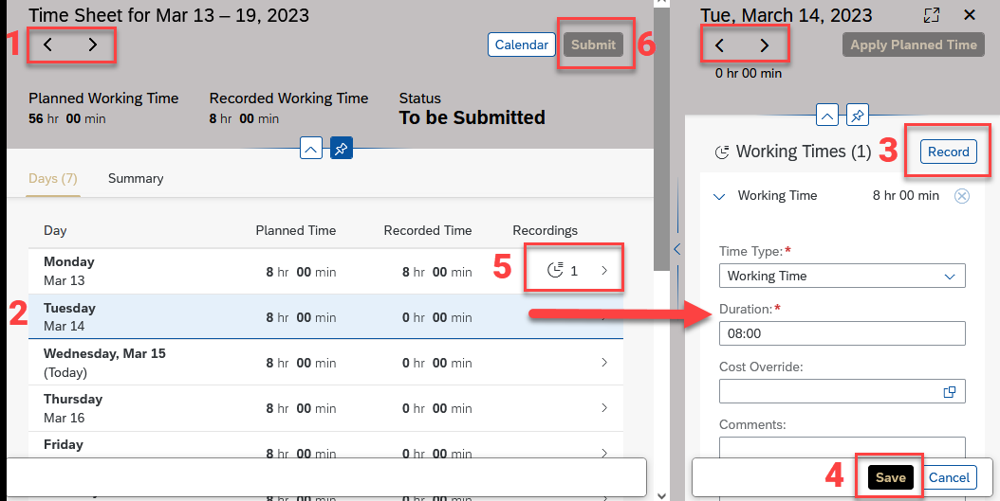 Time Sheet for Mar 13 – 19, 2023
1
Calendar
Submit
6
Planned Working Time
Recorded Working Time
Status
56 hr 00 min
8 hr 00 min
To be Submitted
Days (7)
Summary
Day
Planned Time
Recorded Time
Recordings
Monday
Mar 13
8 hr 00 min
8 hr 00 min
5
1
2
Tuesday
Mar 14
8 hr 00 min
0 hr 00 min
Wednesday, Mar 15
(Today)
8 hr 00 min
0 hr 00 min
Thursday
Mar 16
8 hr 00 min
0 hr 00 min
Friday
8 hr 00 min
0 hr 00 min
Tue, March 14, 2023
Apply Planned Time
0 hr 00 min
Working Times (1)
3
Record
Working Time
8 hr 00 min
Time Type:*
Working Time
Duration:*
08:00
Cost Override:
Comments:
4
Save
Cancel